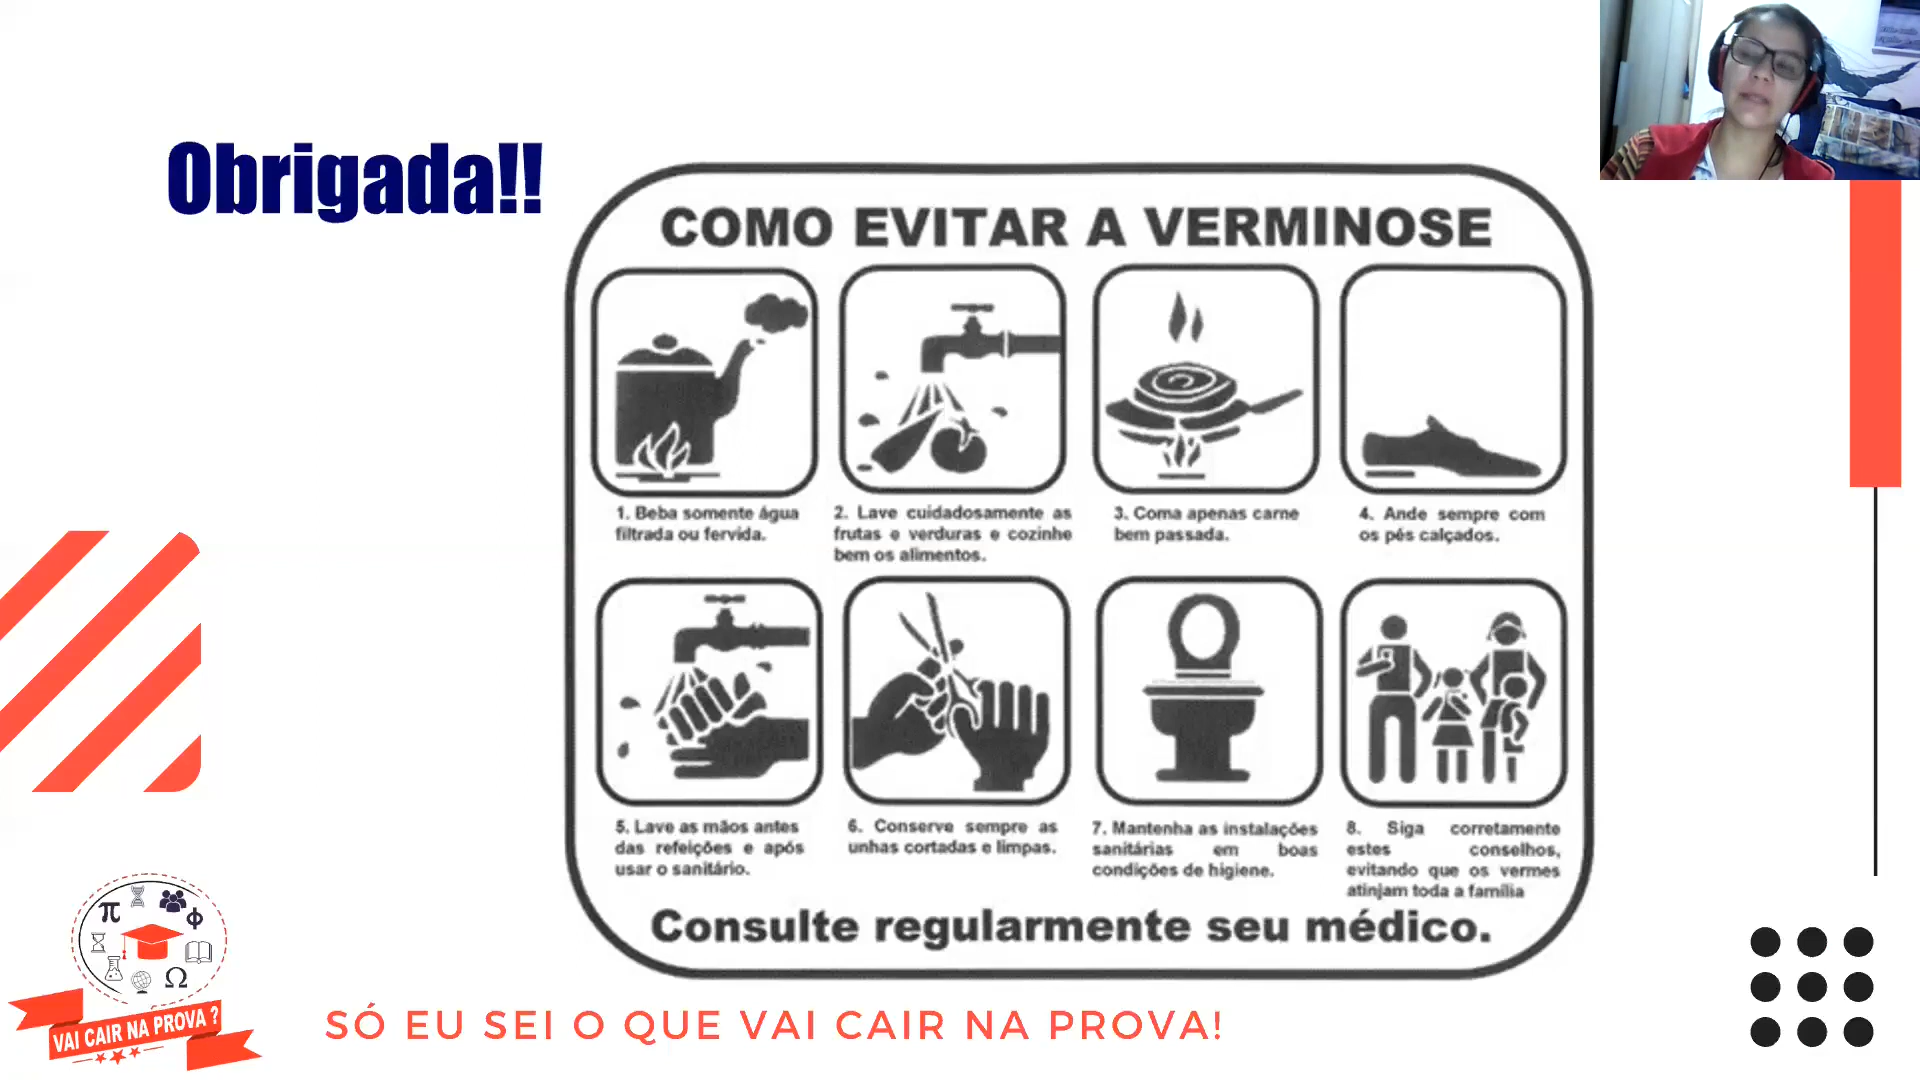 Obrigada!!
COMO EVITAR A VERMINOSE
1. Beba somente água
filtrada ou fervida.
2. Lave cuidadosamente as
frutas e verduras e cozinhe
bem os alimentos.
3. Coma apenas carne
bem passada.
4. Ande sempre com
os pés calçados.
5. Lave as mãos antes
das refeições e após
usar o sanitário.
6. Conserve sempre as
unhas cortadas e limpas.
7. Mantenha as instalações
sanitárias em boas
condições de higiene.
8. Siga corretamente
estes conselhos,
evitando que os vermes
atinjam toda a família
Consulte regularmente seu médico.
π
φ
Ω
VAI CAIR NA PROVA ?
SÓ EU SEI O QUE VAI CAIR NA PROVA!